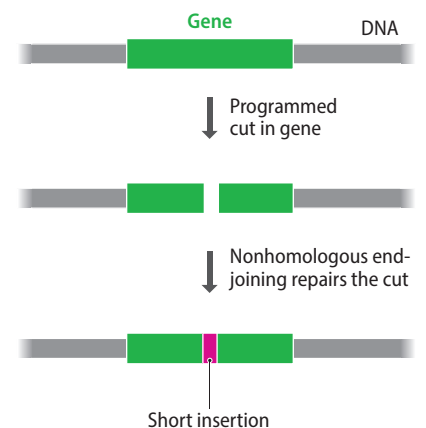 Gene
DNA
Programmed
cut in gene
Nonhomologous end-
joining repairs the cut
Short insertion